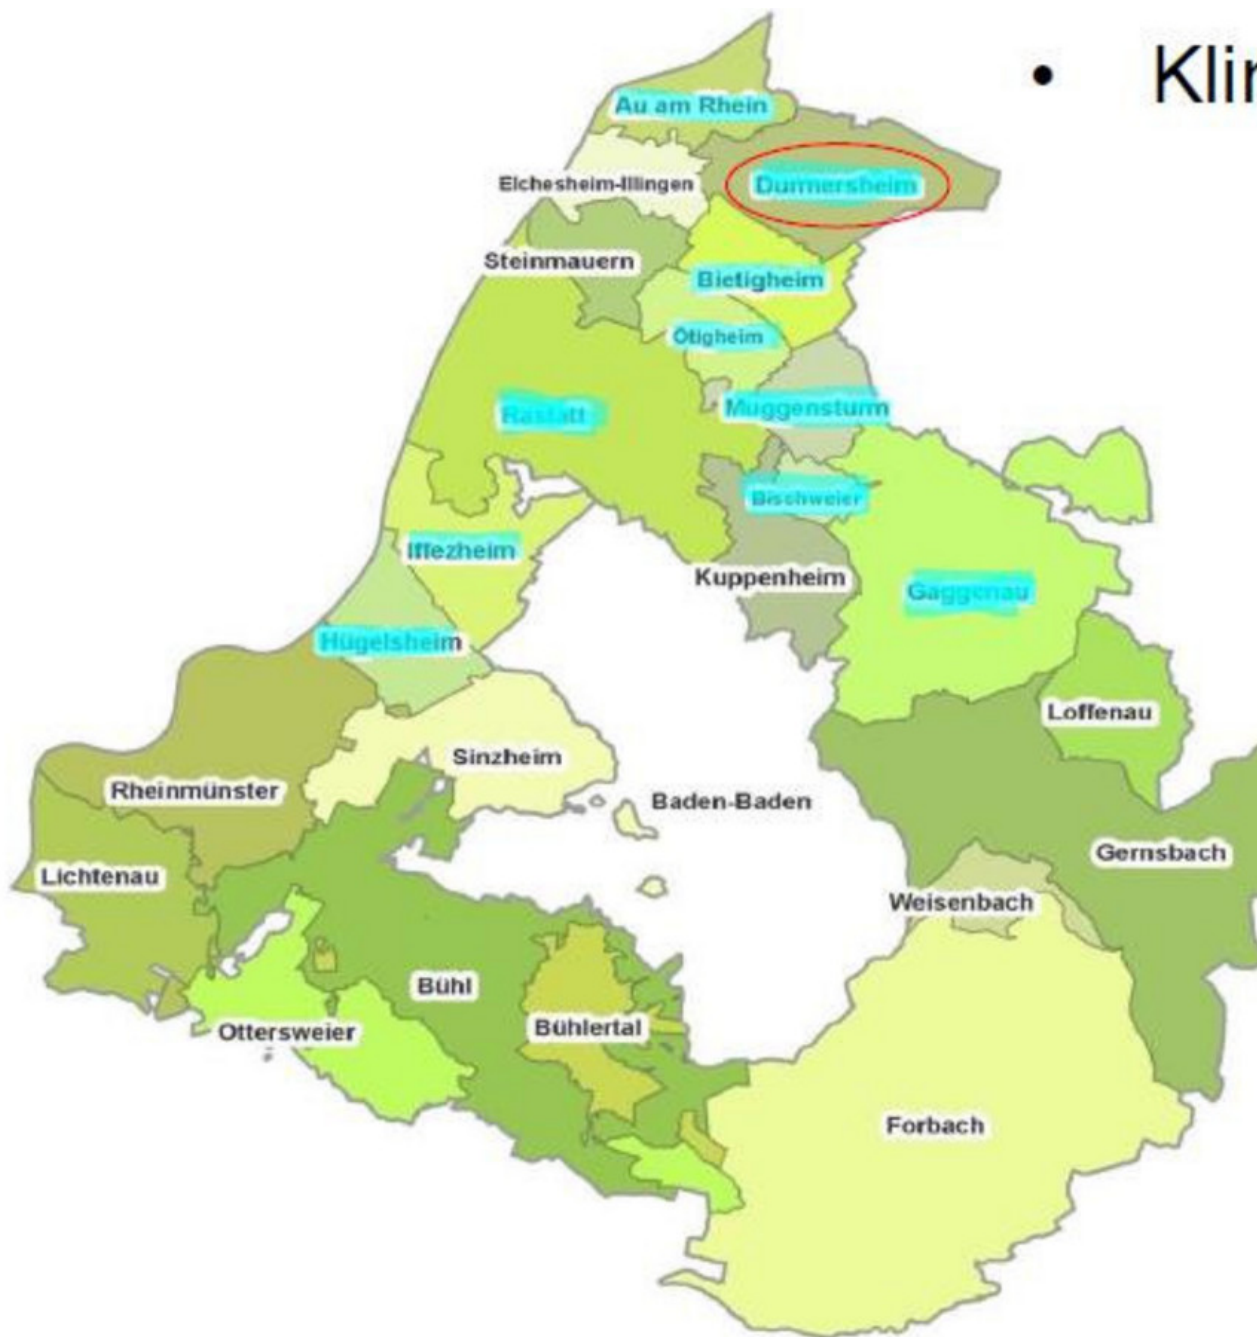 • Klir
Au am Rhein
Elchesheim-Illingen
Durmersheim
Steinmauern
Bietigheim
Ötigheim
Rastatt
Muggensturm
Bischweier
Iffezheim
Kuppenheim
Gaggenau
Hügelsheim
Loffenau
Sinzheim
Rheinmünster
Baden-Baden
Gernsbach
Lichtenau
Weisenbach
Bühl
Ottersweier
Bühlertal
Forbach